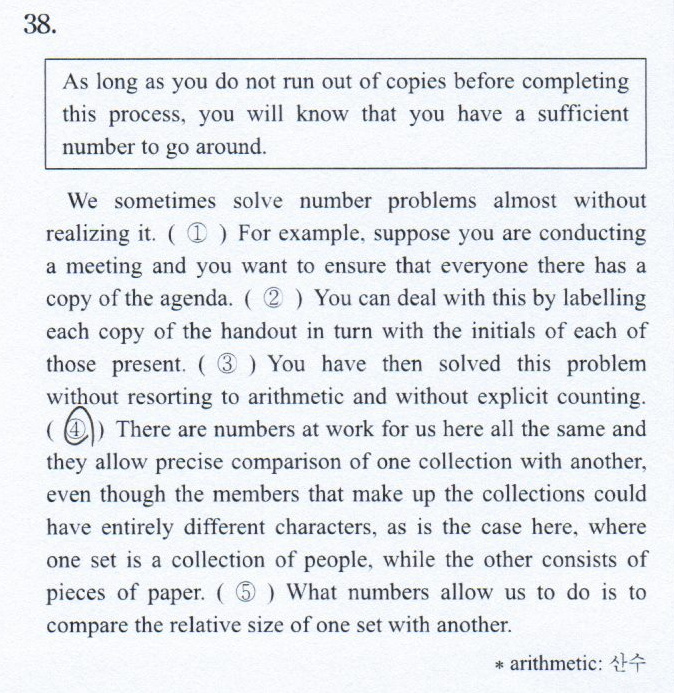 38.
As long as you do not run out of copies before completing
this process, you will know that you have a sufficient
number to go around.
We sometimes solve number problems almost without
realizing it. ( ① ) For example, suppose you are conducting
a meeting and you want to ensure that everyone there has a
copy of the agenda. ( ② ) You can deal with this by labelling
each copy of the handout in turn with the initials of each of
those present. ( ③ ) You have then solved this problem
without resorting to arithmetic and without explicit counting.
( ④ ) There are numbers at work for us here all the same and
they allow precise comparison of one collection with another,
even though the members that make up the collections could
have entirely different characters, as is the case here, where
one set is a collection of people, while the other consists of
pieces of paper. ( ⑤ ) What numbers allow us to do is to
compare the relative size of one set with another.
* arithmetic: 산수